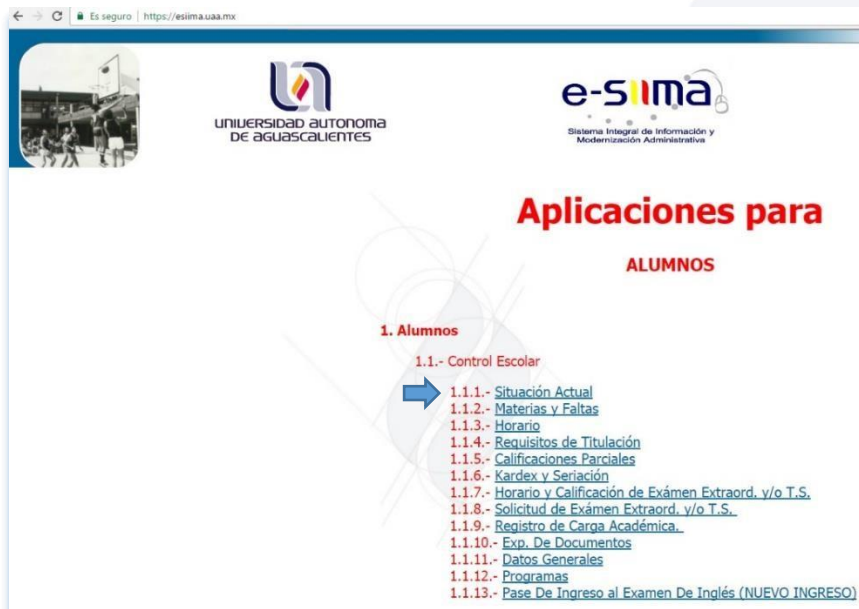 Es seguro | https://esiima.uaa.mx
UNIVERSIDAD AUTONOMA
DE AGUASCALIENTES
e-siima
Sistema Integral de Información y
Modernización Administrativa
Aplicaciones para
ALUMNOS
1. Alumnos
1.1.- Control Escolar
1.1.1.- Situación Actual
1.1.2.- Materias y Faltas
1.1.3.- Horario
1.1.4.- Requisitos de Titulación
1.1.5.- Calificaciones Parciales
1.1.6.- Kardex y Seriación
1.1.7.- Horario y Calificación de Exámen Extraord. y/o T.S.
1.1.8.- Solicitud de Exámen Extraord. y/o T.S.
1.1.9.- Registro de Carga Académica.
1.1.10.- Exp. De Documentos
1.1.11.- Datos Generales
1.1.12.- Programas
1.1.13.- Pase De Ingreso al Examen De Inglés (NUEVO INGRESO)